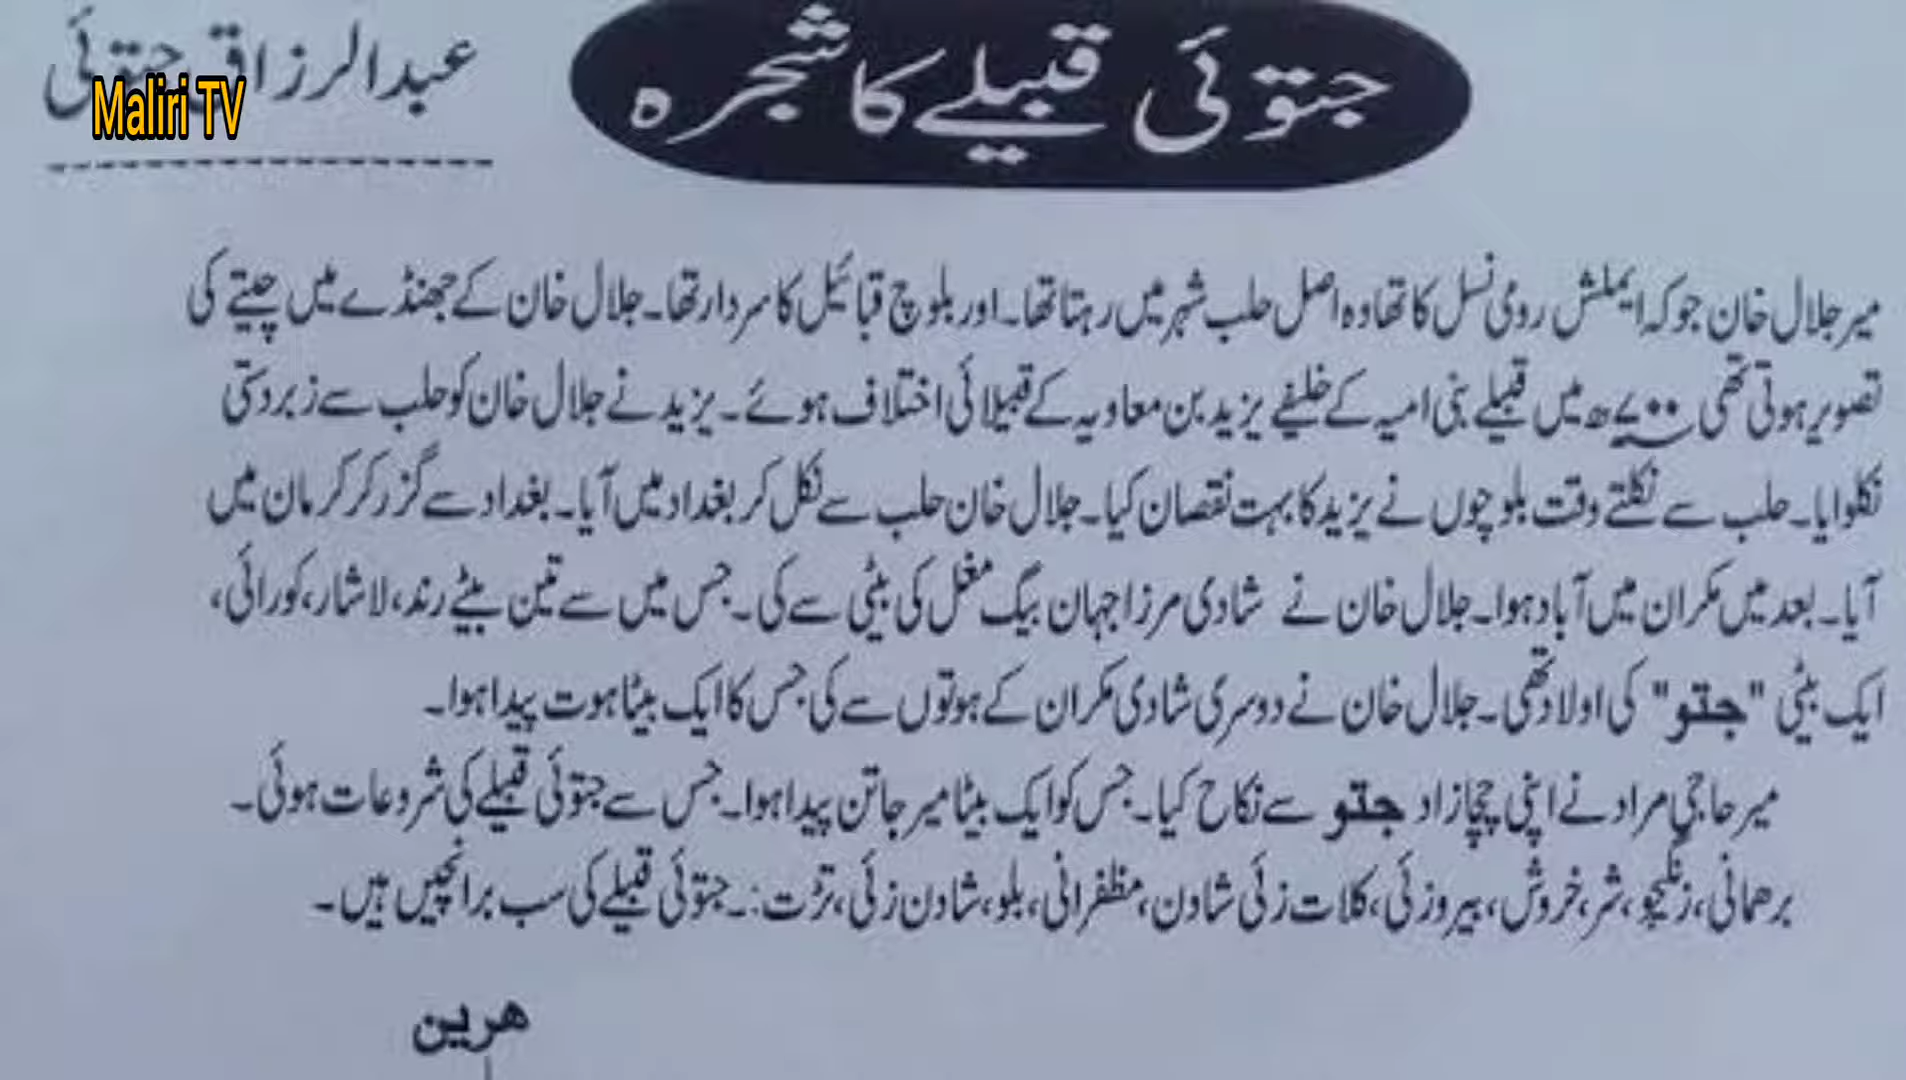 جتوئی قبیلے کا شجرہ
عبدالرزاق جتوئی
Maliri TV
میر جلال خان جو کہ ایملش رومی نسل کا تھا وہ اصل حلب شہر میں رہتا تھا۔ اور بلوچ قبائیل کا سردار تھا۔ جلال خان کے جھنڈے میں چیتے کی
تصویر ہوتی تھی ۷۰۰ھ میں قبیلے بنی امیہ کے خلیفے یزید بن معاویہ کے قبیلائی اختلاف ہوئے۔ یزید نے جلال خان کو حلب سے زبردستی
نکلوایا۔ حلب سے نکلتے وقت بلوچوں نے یزید کا بہت نقصان کیا۔ جلال خان حلب سے نکل کر بغداد میں آیا۔ بغداد سے گزر کر کرمان میں
آیا۔ بعد میں مکران میں آباد ہوا۔ جلال خان نے شادی مرزا جہان بیگ مغل کی بیٹی سے کی۔ جس میں سے تین بیٹے رند، لاشار، کورائی،
ایک بیٹی "جتو" کی اولاد تھی۔ جلال خان نے دوسری شادی مکران کے ہوتوں سے کی جس کا ایک بیٹا ہوت پیدا ہوا۔
میر حاجی مراد نے اپنی چچازاد جتو سے نکاح کیا۔ جس کو ایک بیٹا میر جاتن پیدا ہوا۔ جس سے جتوئی قبیلے کی شروعات ہوئی۔
برھمانی، زنگیجو، شر، خروش، بیروزئی، کلات زئی شادن، مظفرانی، بلو، شادن زئی، تڑت:۔ جتوئی قبیلے کی سب برانچیں ہیں۔
ھرین